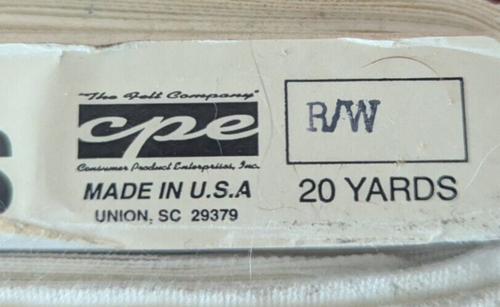 "The Felt Company"
cpe
Consumer Product Enterprises, Inc.
MADE IN U.S.A
UNION, SC 29379
R/W
20 YARDS